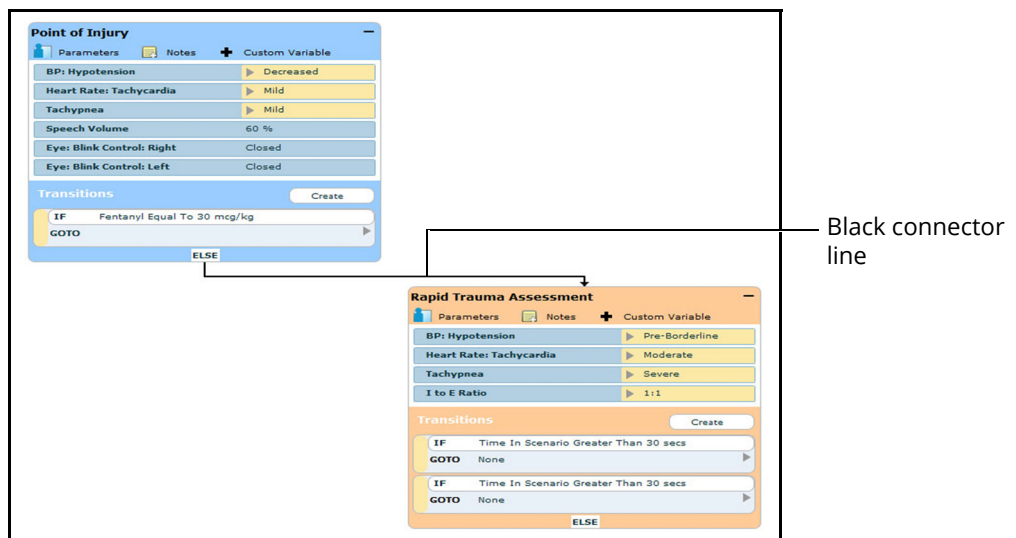 Point of Injury
Parameters Notes Custom Variable
BP: Hypotension Decreased
Heart Rate: Tachycardia Mild
Tachypnea Mild
Speech Volume 60 %
Eye: Blink Control: Right Closed
Eye: Blink Control: Left Closed
Transitions Create
IF Fentanyl Equal To 30 mcg/kg
GOTO
ELSE
Black connector
line
Rapid Trauma Assessment
Parameters Notes Custom Variable
BP: Hypotension Pre-Borderline
Heart Rate: Tachycardia Moderate
Tachypnea Severe
I to E Ratio 1:1
Transitions Create
IF Time In Scenario Greater Than 30 secs
GOTO None
IF Time In Scenario Greater Than 30 secs
GOTO None
ELSE